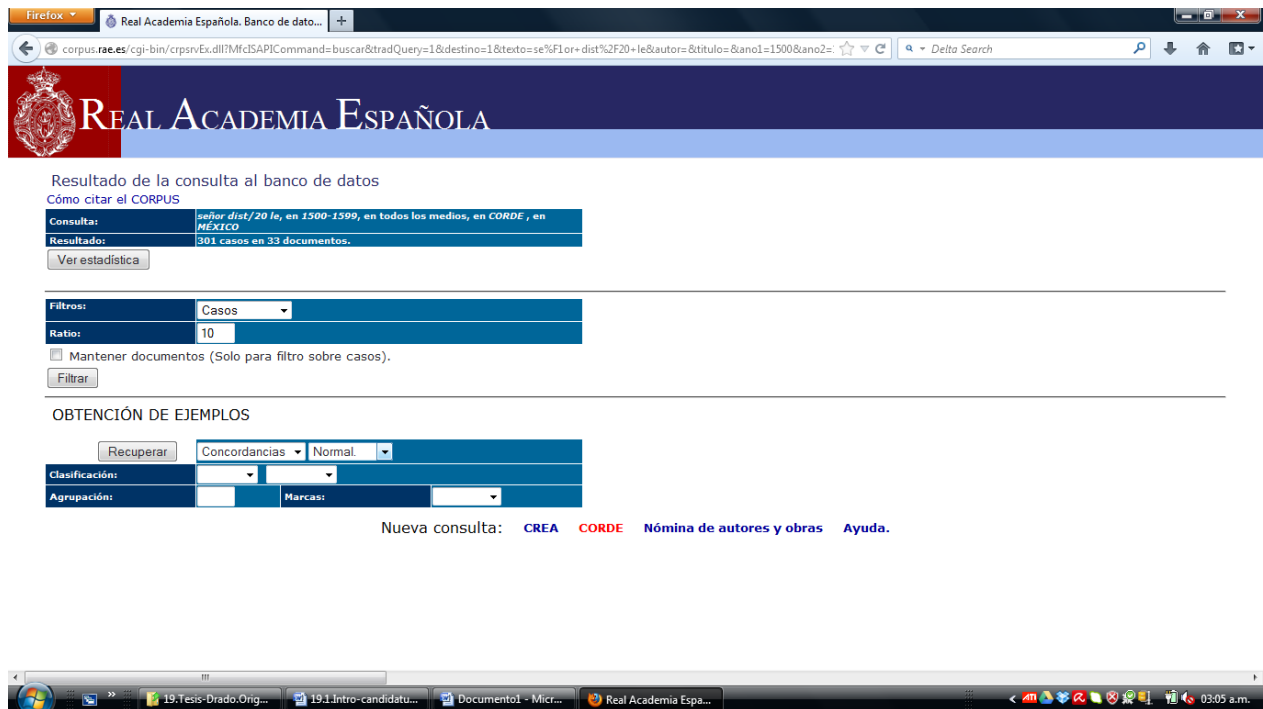 Firefox
Real Academia Española. Banco de dato...
corpus.rae.es/cgi-bin/crpsrvEx.dll?MfcISAPICommand=buscar&tradQuery=1&destino=1&texto=se%F1or+dist%2F20+le&autor=&titulo=&ano1=1500&ano2=
Delta Search
REAL ACADEMIA ESPAÑOLA
Resultado de la consulta al banco de datos
Cómo citar el CORPUS
Consulta: señor dist/20 le, en 1500-1599, en todos los medios, en CORDE , en
MÉXICO
Resultado: 301 casos en 33 documentos.
Ver estadística
Filtros: Casos
Ratio: 10
Mantener documentos (Solo para filtro sobre casos).
Filtrar
OBTENCIÓN DE EJEMPLOS
Recuperar Concordancias Normal.
Clasificación:
Agrupación: Marcas:
Nueva consulta: CREA CORDE Nómina de autores y obras Ayuda.
19.Tesis-Drado.Orig... 19.1.Intro-candidatu... Documento1 - Micr... Real Academia Espa... 03:05 a.m.